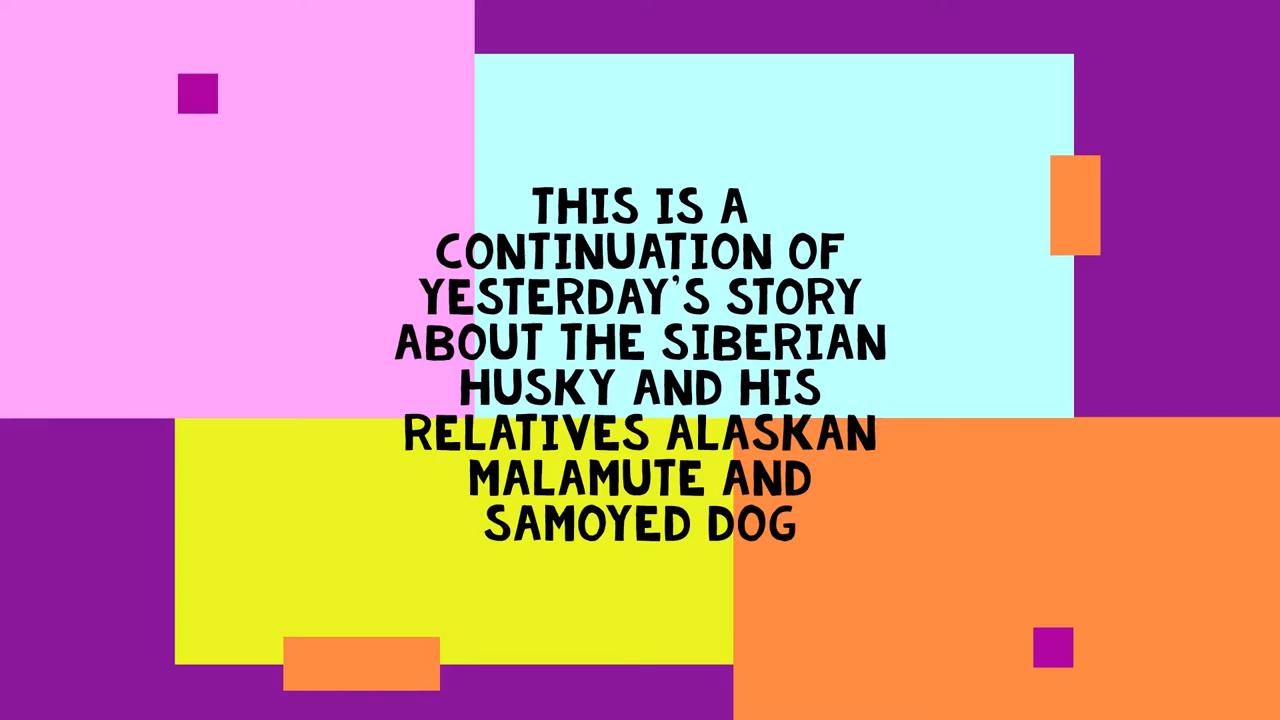 THIS IS A
CONTINUATION OF
YESTERDAY'S STORY
ABOUT THE SIBERIAN
HUSKY AND HIS
RELATIVES ALASKAN
MALAMUTE AND
SAMOYED DOG